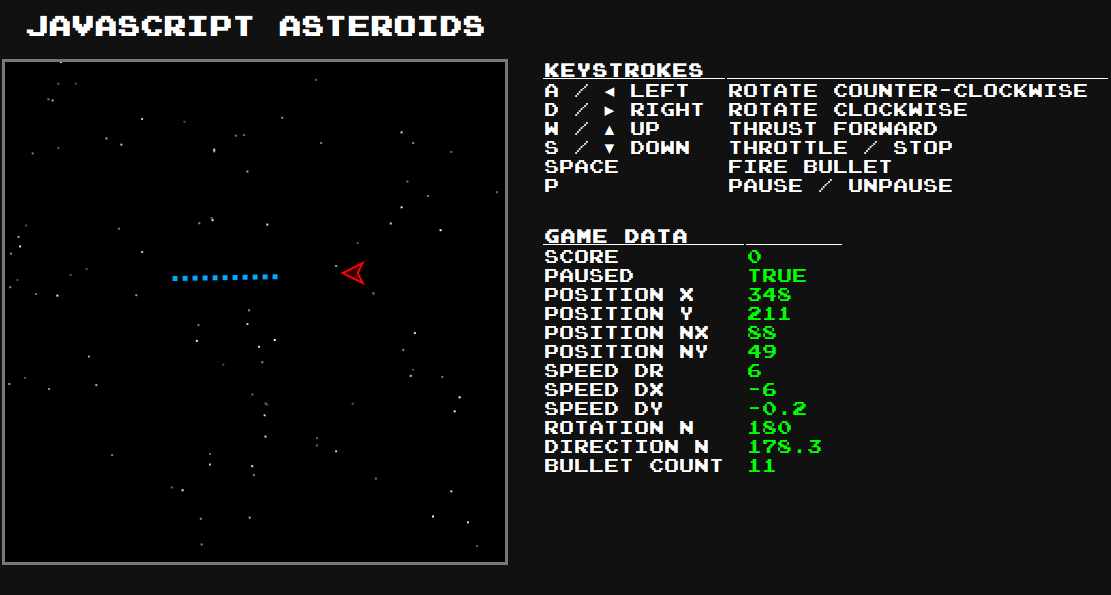 JAVASCRIPT ASTEROIDS
KEYSTROKES
A / ◄ LEFT ROTATE COUNTER-CLOCKWISE
D / ► RIGHT ROTATE CLOCKWISE
W / ▲ UP THRUST FORWARD
S / ▼ DOWN THROTTLE / STOP
SPACE FIRE BULLET
P PAUSE / UNPAUSE
GAME DATA
SCORE 0
PAUSED TRUE
POSITION X 348
POSITION Y 211
POSITION NX 88
POSITION NY 49
SPEED DR 6
SPEED DX -6
SPEED DY -0.2
ROTATION N 180
DIRECTION N 178.3
BULLET COUNT 11